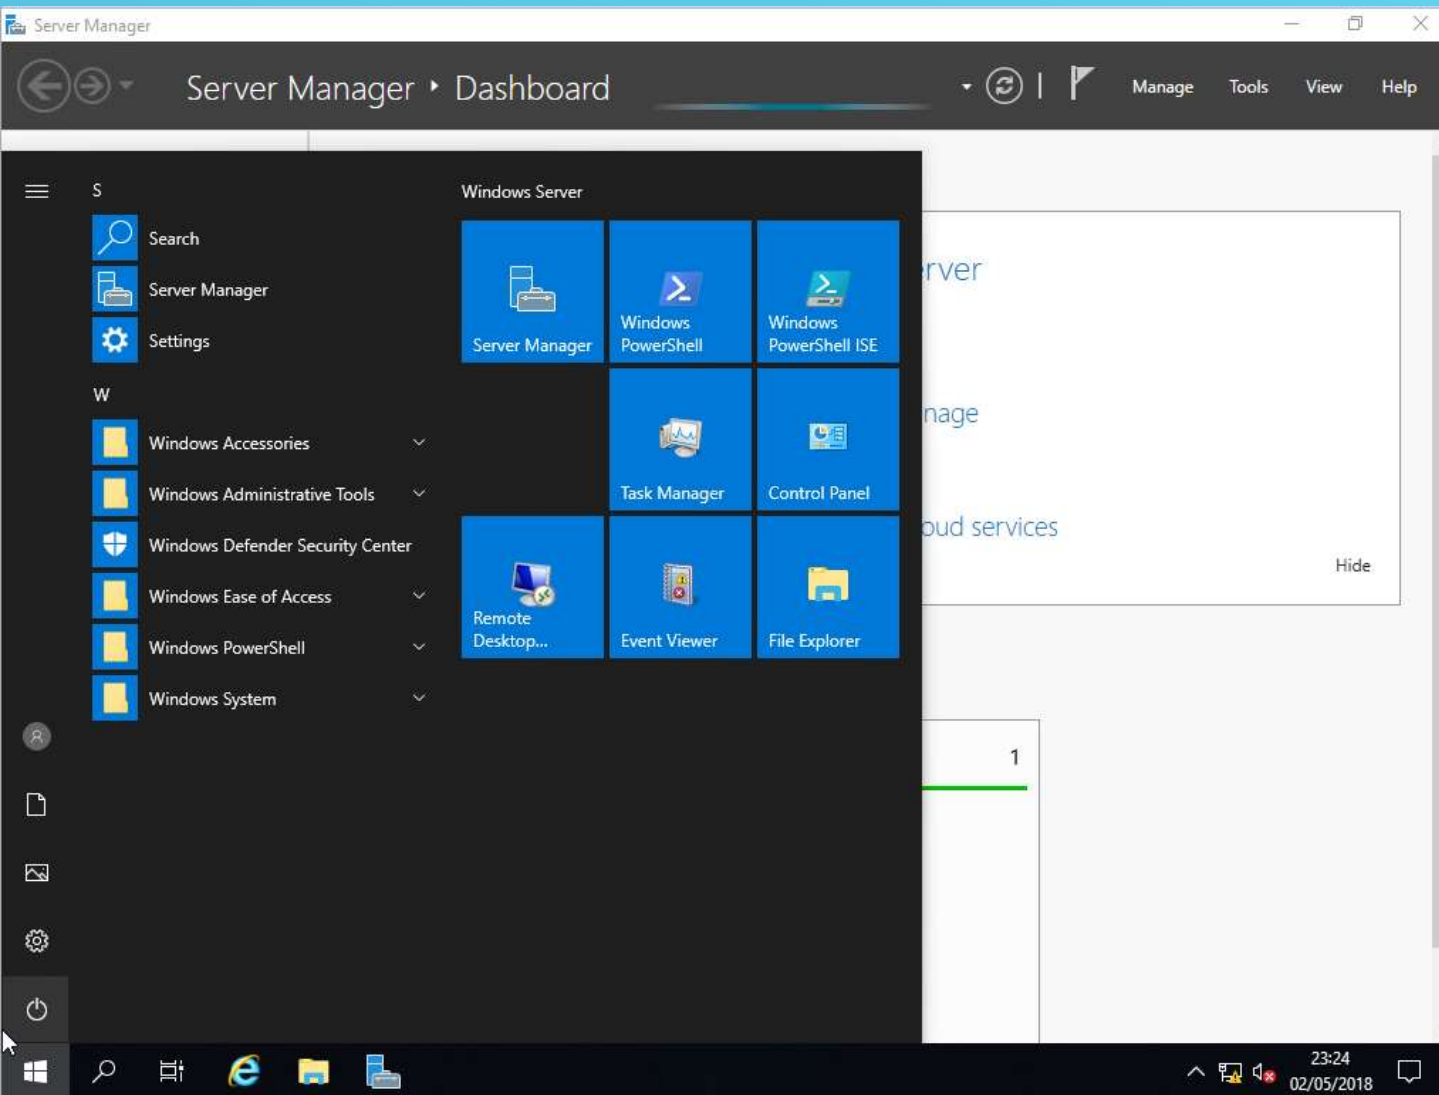 Server Manager
Server Manager ‣ Dashboard
Manage Tools View Help
S
Search
Server Manager
Settings
W
Windows Accessories
Windows Administrative Tools
Windows Defender Security Center
Windows Ease of Access
Windows PowerShell
Windows System
Windows Server
Server Manager
Windows
PowerShell
Windows
PowerShell ISE
Task Manager
Control Panel
Remote
Desktop...
Event Viewer
File Explorer
rver
nage
oud services
Hide
1
23:24
02/05/2018